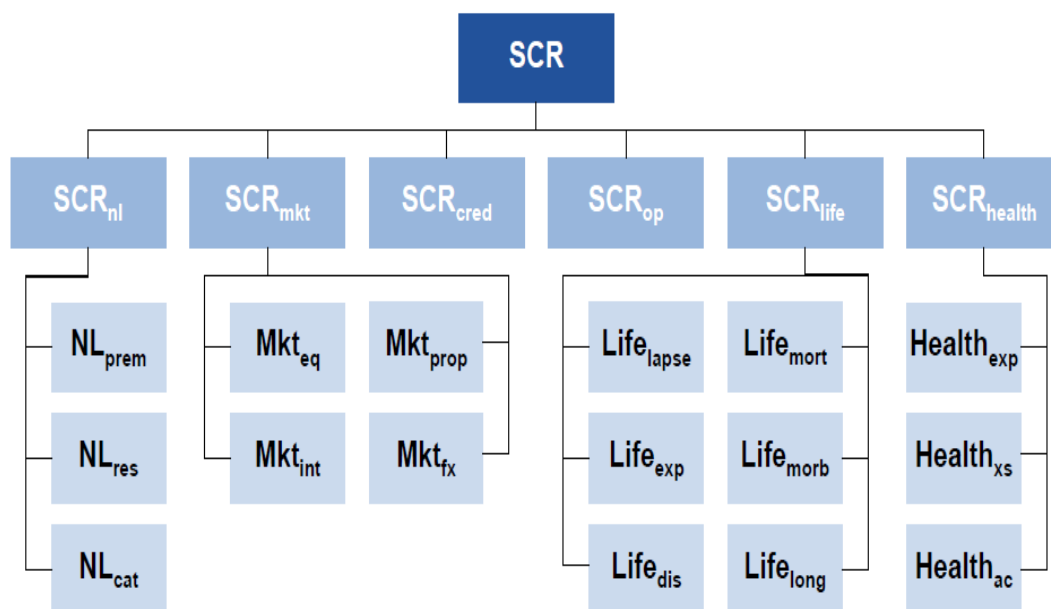 SCR
SCRnl
SCRmkt
SCRcred
SCRop
SCRlife
SCRhealth
NLprem
Mkteq
Mktprop
Lifelapse
Lifemort
Healthexp
NLres
Mktint
Mktfx
Lifeexp
Lifemorb
Healthxs
NLcat
Lifedis
Lifelong
Healthac